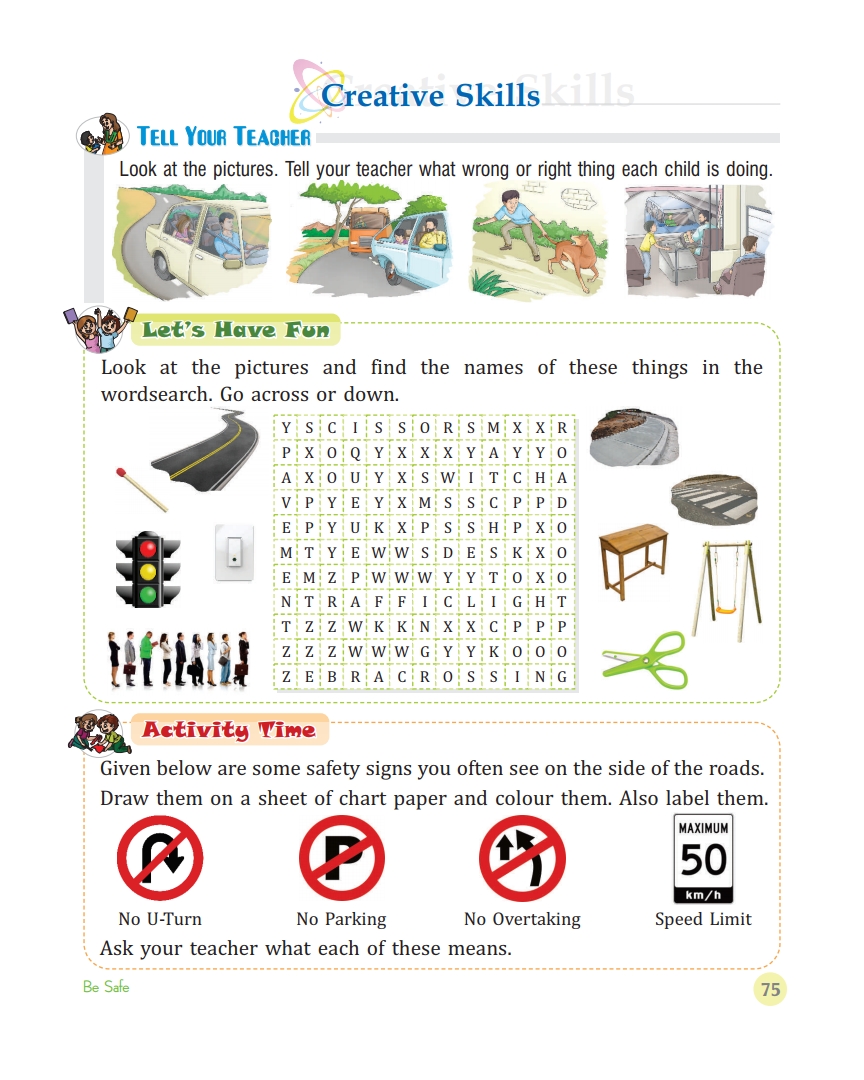 Creative Skills
TELL YOUR TEACHER
Look at the pictures. Tell your teacher what wrong or right thing each child is doing.
Let's Have Fun
Look at the pictures and find the names of these things in the
wordsearch. Go across or down.
Y S C I S S O R S M X X R
P X O Q Y X X X Y A Y Y O
A X O U Y X S W I T C H A
V P Y E Y X M S S C P P D
E P Y U K X P S S H P X O
M T Y E W W S D E S K X O
E M Z P W W W Y Y T O X O
N T R A F F I C L I G H T
T Z Z W K K N X X C P P P
Z Z Z W W W G Y Y K O O O
Z E B R A C R O S S I N G
Activity Time
Given below are some safety signs you often see on the side of the roads.
Draw them on a sheet of chart paper and colour them. Also label them.
P
MAXIMUM
50
km/h
No U-Turn No Parking No Overtaking Speed Limit
Ask your teacher what each of these means.
Be Safe
75